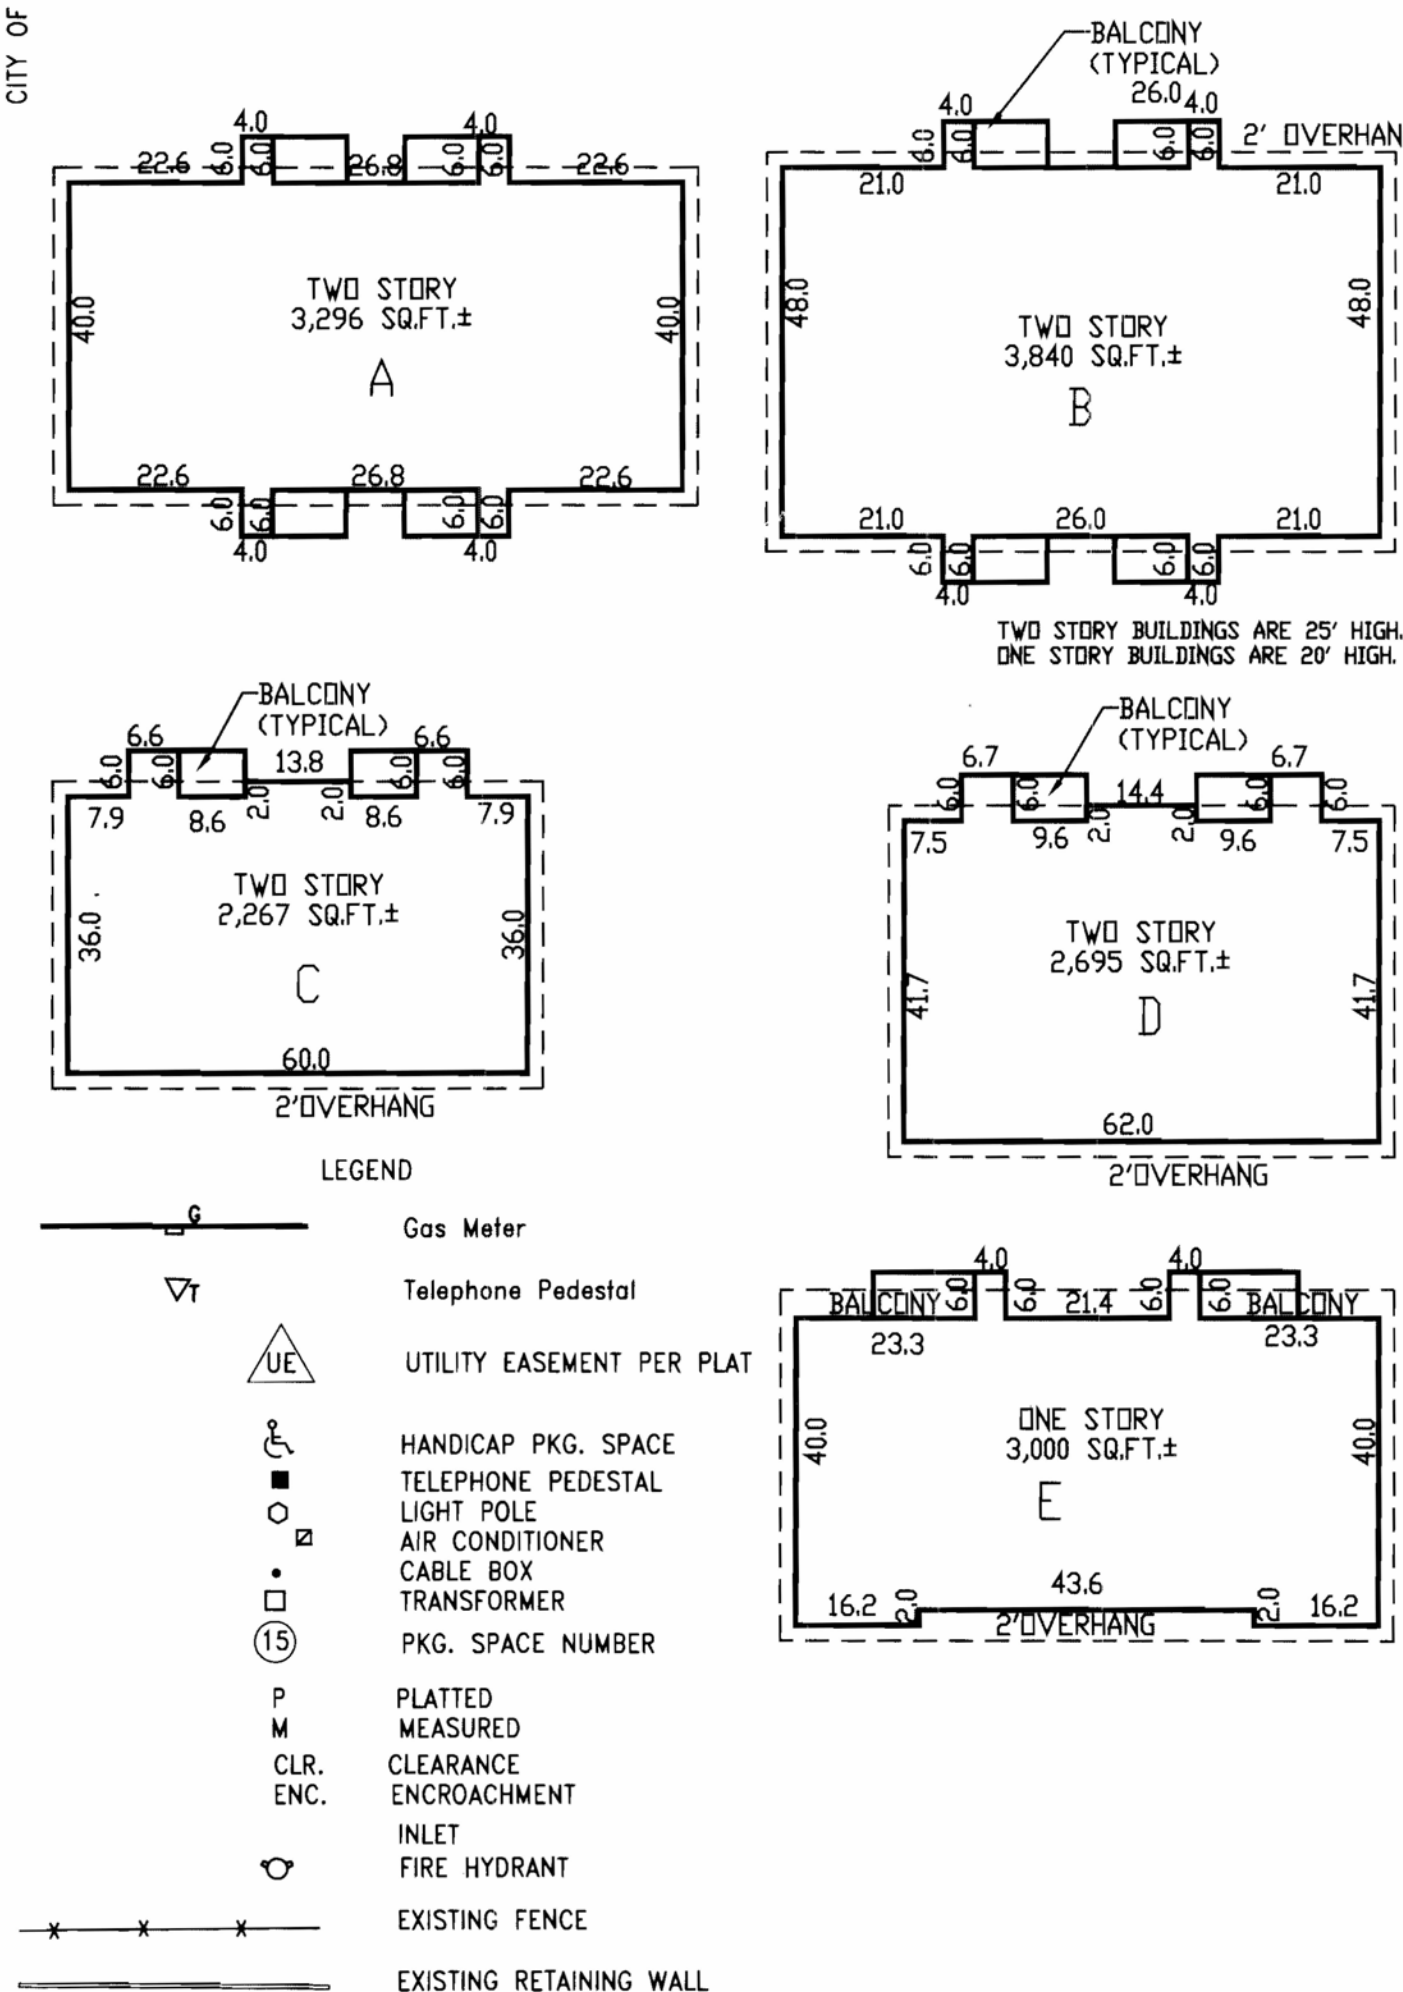 CITY OF
4.0
4.0
22.6
6.0
6.0
26.8
6.0
6.0
22.6
40.0
TWO STORY
3,296 SQ.FT.±
A
40.0
22.6
26.8
22.6
6.0
6.0
6.0
6.0
4.0
4.0
BALCONY
(TYPICAL)
26.0
4.0
4.0
6.0
6.0
6.0
6.0
2' OVERHAN
21.0
21.0
48.0
TWO STORY
3,840 SQ.FT.±
B
48.0
21.0
26.0
21.0
6.0
6.0
6.0
6.0
4.0
4.0
TWO STORY BUILDINGS ARE 25' HIGH.
ONE STORY BUILDINGS ARE 20' HIGH.
BALCONY
(TYPICAL)
6.6
6.6
6.0
6.0
13.8
6.0
6.0
7.9
8.6
2.0
2.0
8.6
7.9
TWO STORY
2,267 SQ.FT.±
36.0
36.0
C
60.0
2'OVERHANG
BALCONY
(TYPICAL)
6.7
6.7
6.0
6.0
14.4
6.0
6.0
7.5
9.6
2.0
2.0
9.6
7.5
TWO STORY
2,695 SQ.FT.±
41.7
41.7
D
62.0
2'OVERHANG
LEGEND
G
Gas Meter
T
Telephone Pedestal
UE
UTILITY EASEMENT PER PLAT
HANDICAP PKG. SPACE
TELEPHONE PEDESTAL
LIGHT POLE
AIR CONDITIONER
CABLE BOX
TRANSFORMER
15
PKG. SPACE NUMBER
P PLATTED
M MEASURED
CLR. CLEARANCE
ENC. ENCROACHMENT
INLET
FIRE HYDRANT
x x x
EXISTING FENCE
EXISTING RETAINING WALL
4.0
4.0
BALCONY
6.0
6.0
21.4
6.0
6.0
BALCONY
23.3
23.3
40.0
ONE STORY
3,000 SQ.FT.±
40.0
E
43.6
16.2
2.0
2.0
16.2
2'OVERHANG